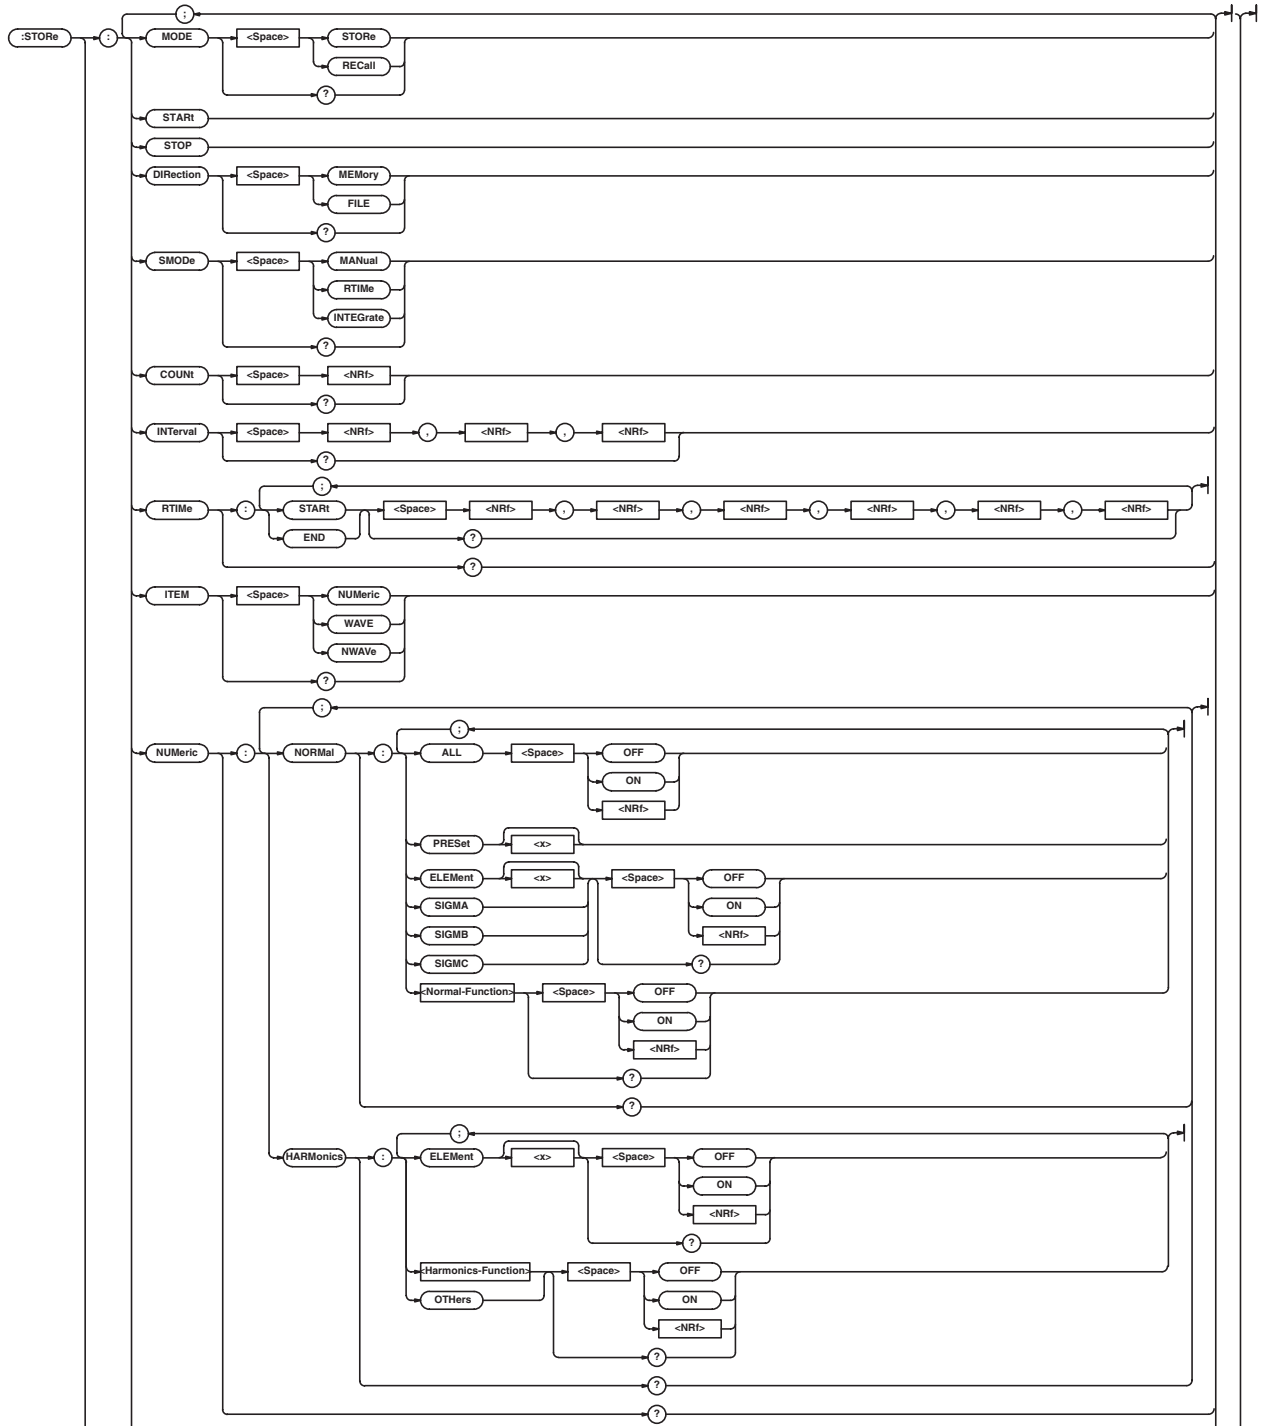 ;
:STORe : MODE <Space> STORe
RECall
?
STARt
STOP
DIRection <Space> MEMory
FILE
?
SMODe <Space> MANual
RTIMe
INTEGrate
?
COUNt <Space> <NRf>
?
INTerval <Space> <NRf> , <NRf> , <NRf>
?
;
RTIMe : STARt <Space> <NRf> , <NRf> , <NRf> , <NRf> , <NRf> , <NRf>
END ?
?
ITEM <Space> NUMeric
WAVE
NWAVe
?
;
;
NUMeric : NORMal : ALL <Space> OFF
ON
<NRf>
PRESet <x>
ELEMent <x> <Space> OFF
SIGMA ON
SIGMB <NRf>
SIGMC ?
<Normal-Function> <Space> OFF
ON
<NRf>
?
?
;
HARMonics : ELEMent <x> <Space> OFF
ON
<NRf>
?
<Harmonics-Function> <Space> OFF
OTHers ON
<NRf>
?
?
?